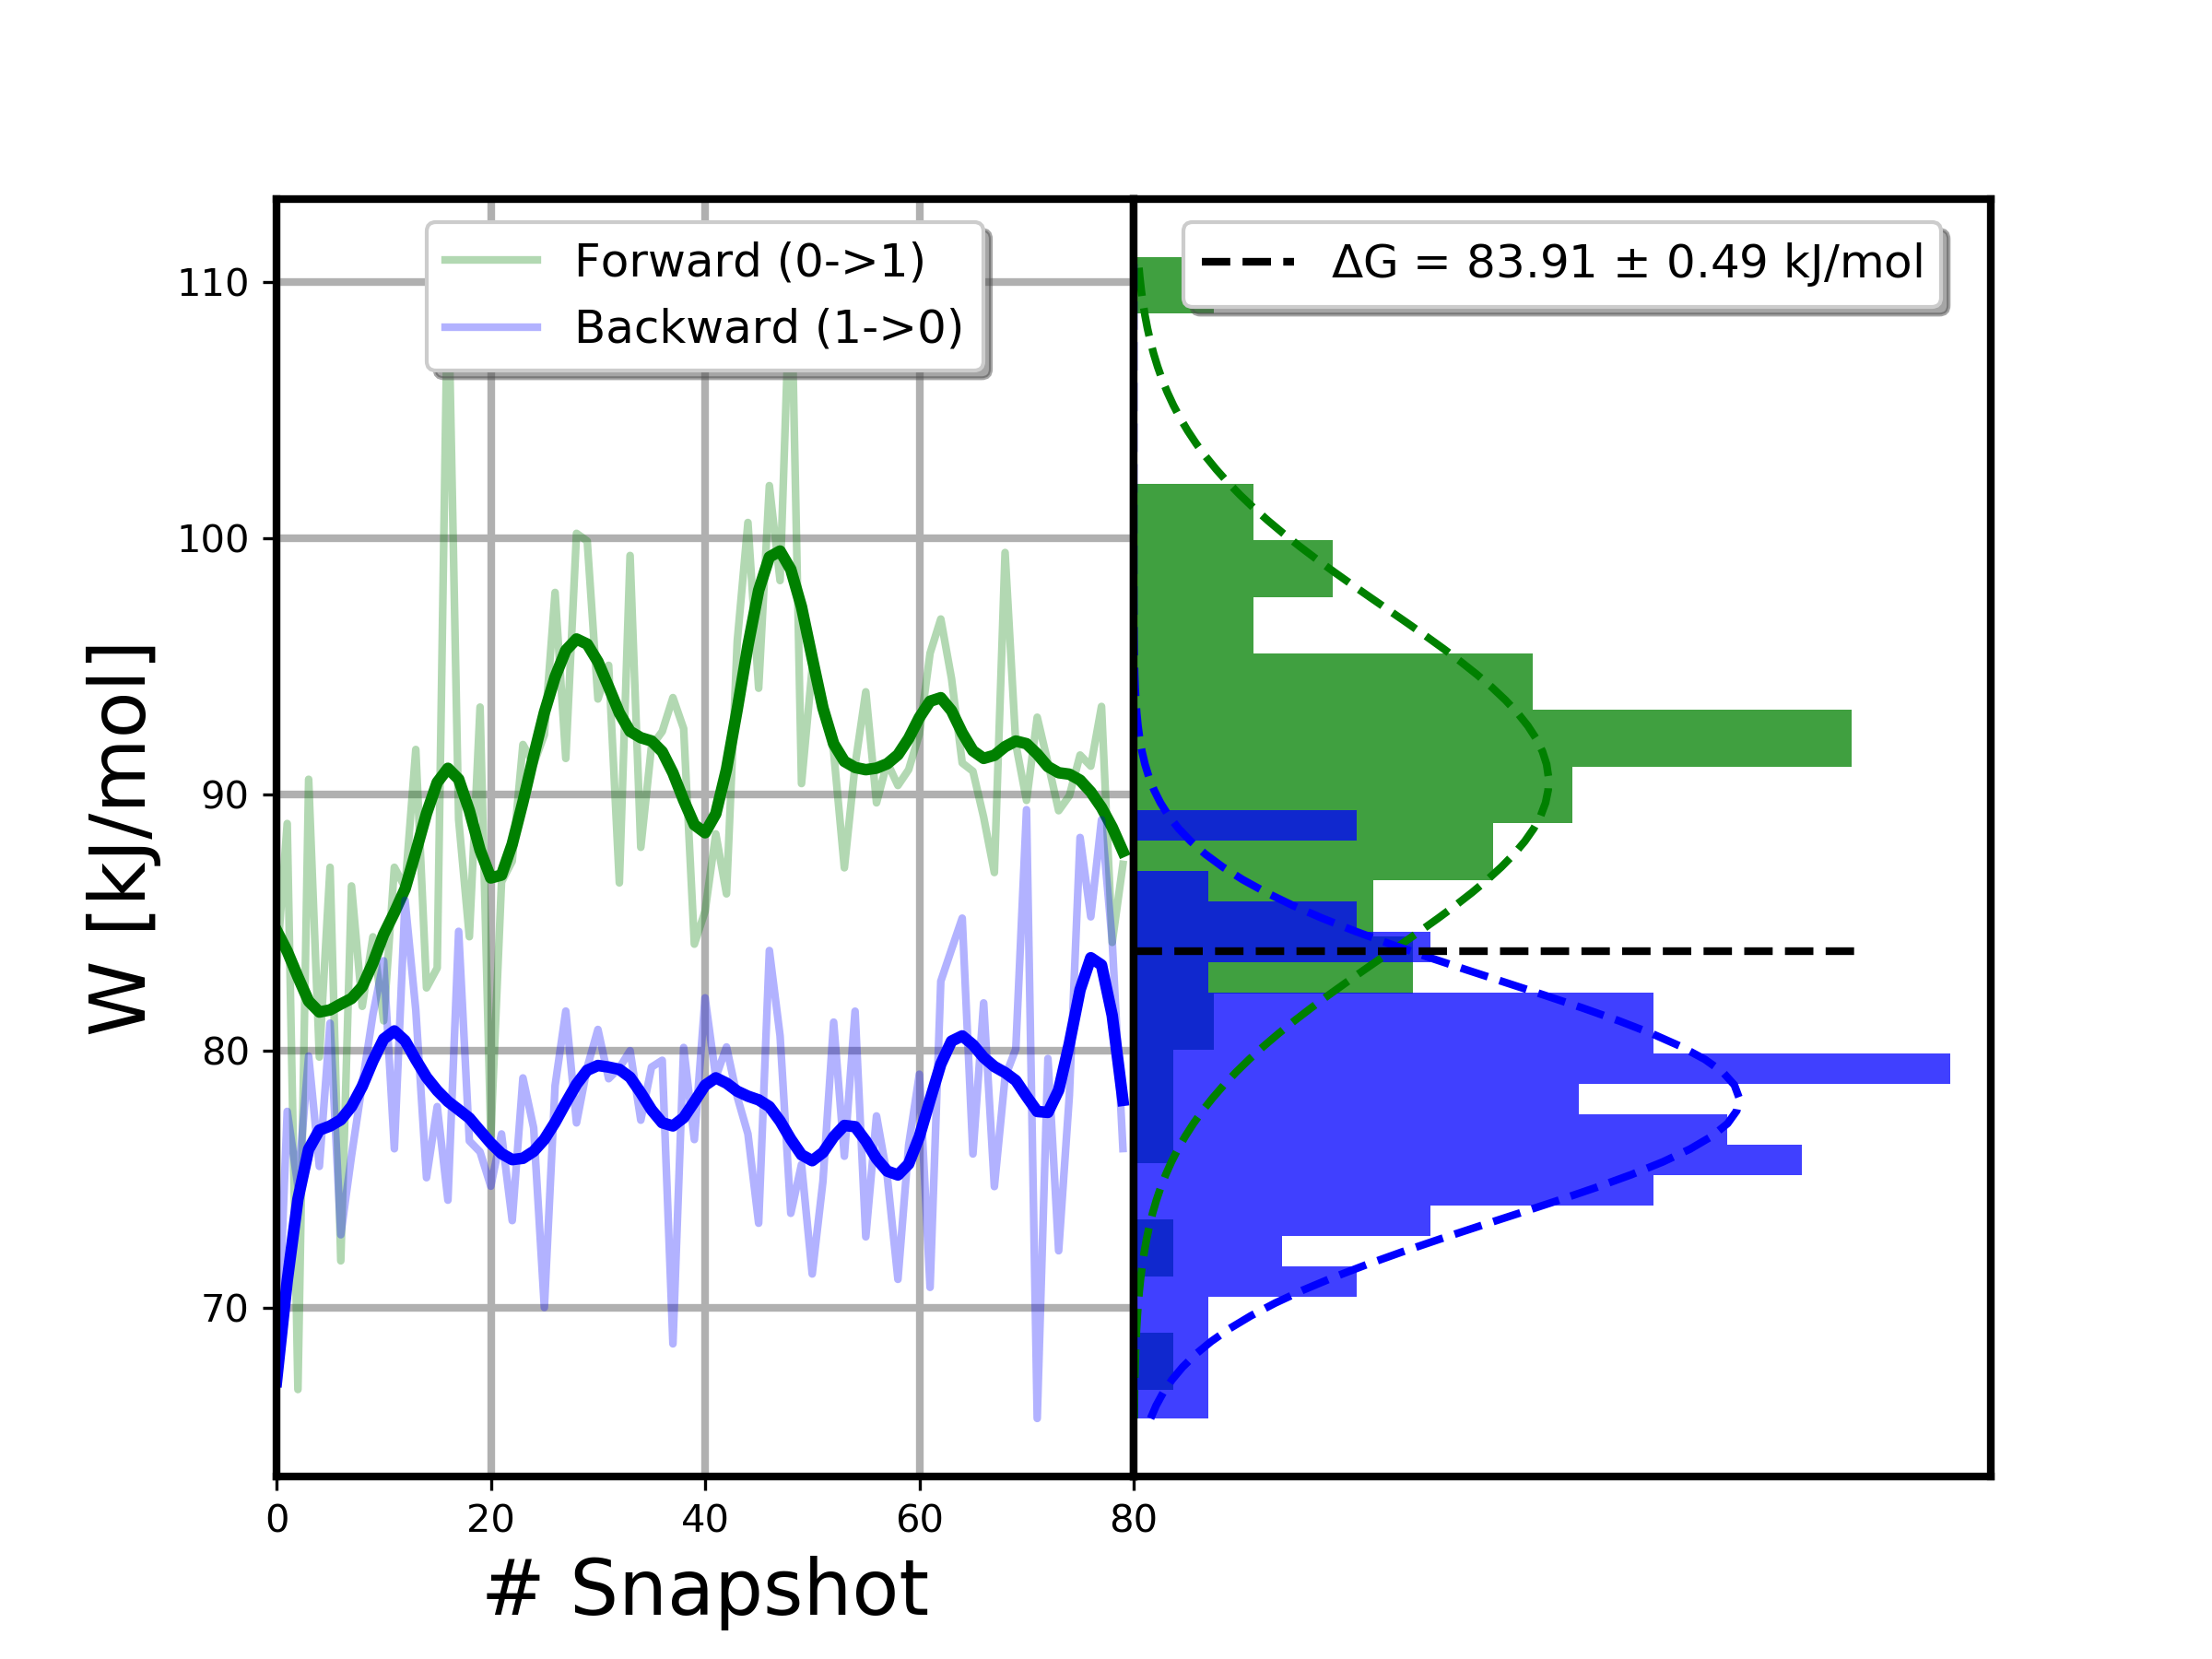 Forward (0->1)
Backward (1->0)
ΔG = 83.91 ± 0.49 kJ/mol
110
100
90
80
70
W [kJ/mol]
0
20
40
60
80
# Snapshot